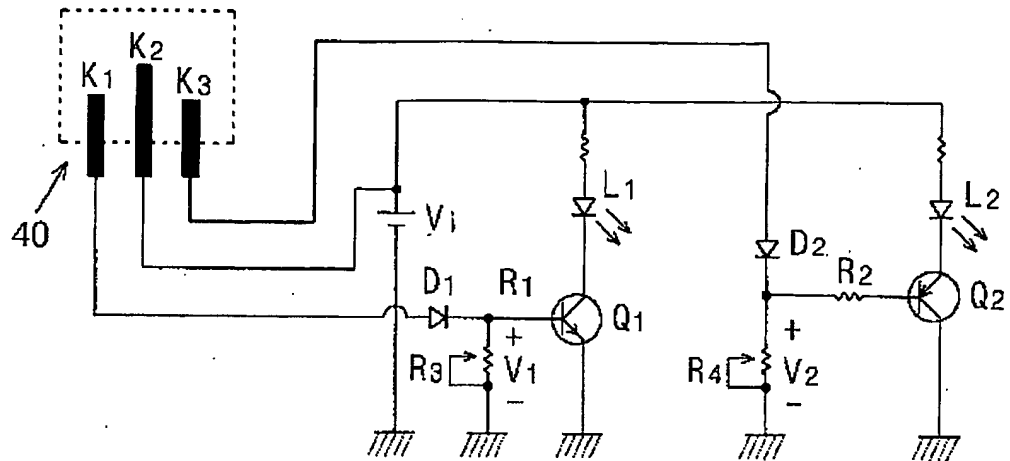 K2
K1
K3
40
Vi
L1
L2
D1
R1
D2
R2
Q1
Q2
+
R3
V1
-
+
R4
V2
-